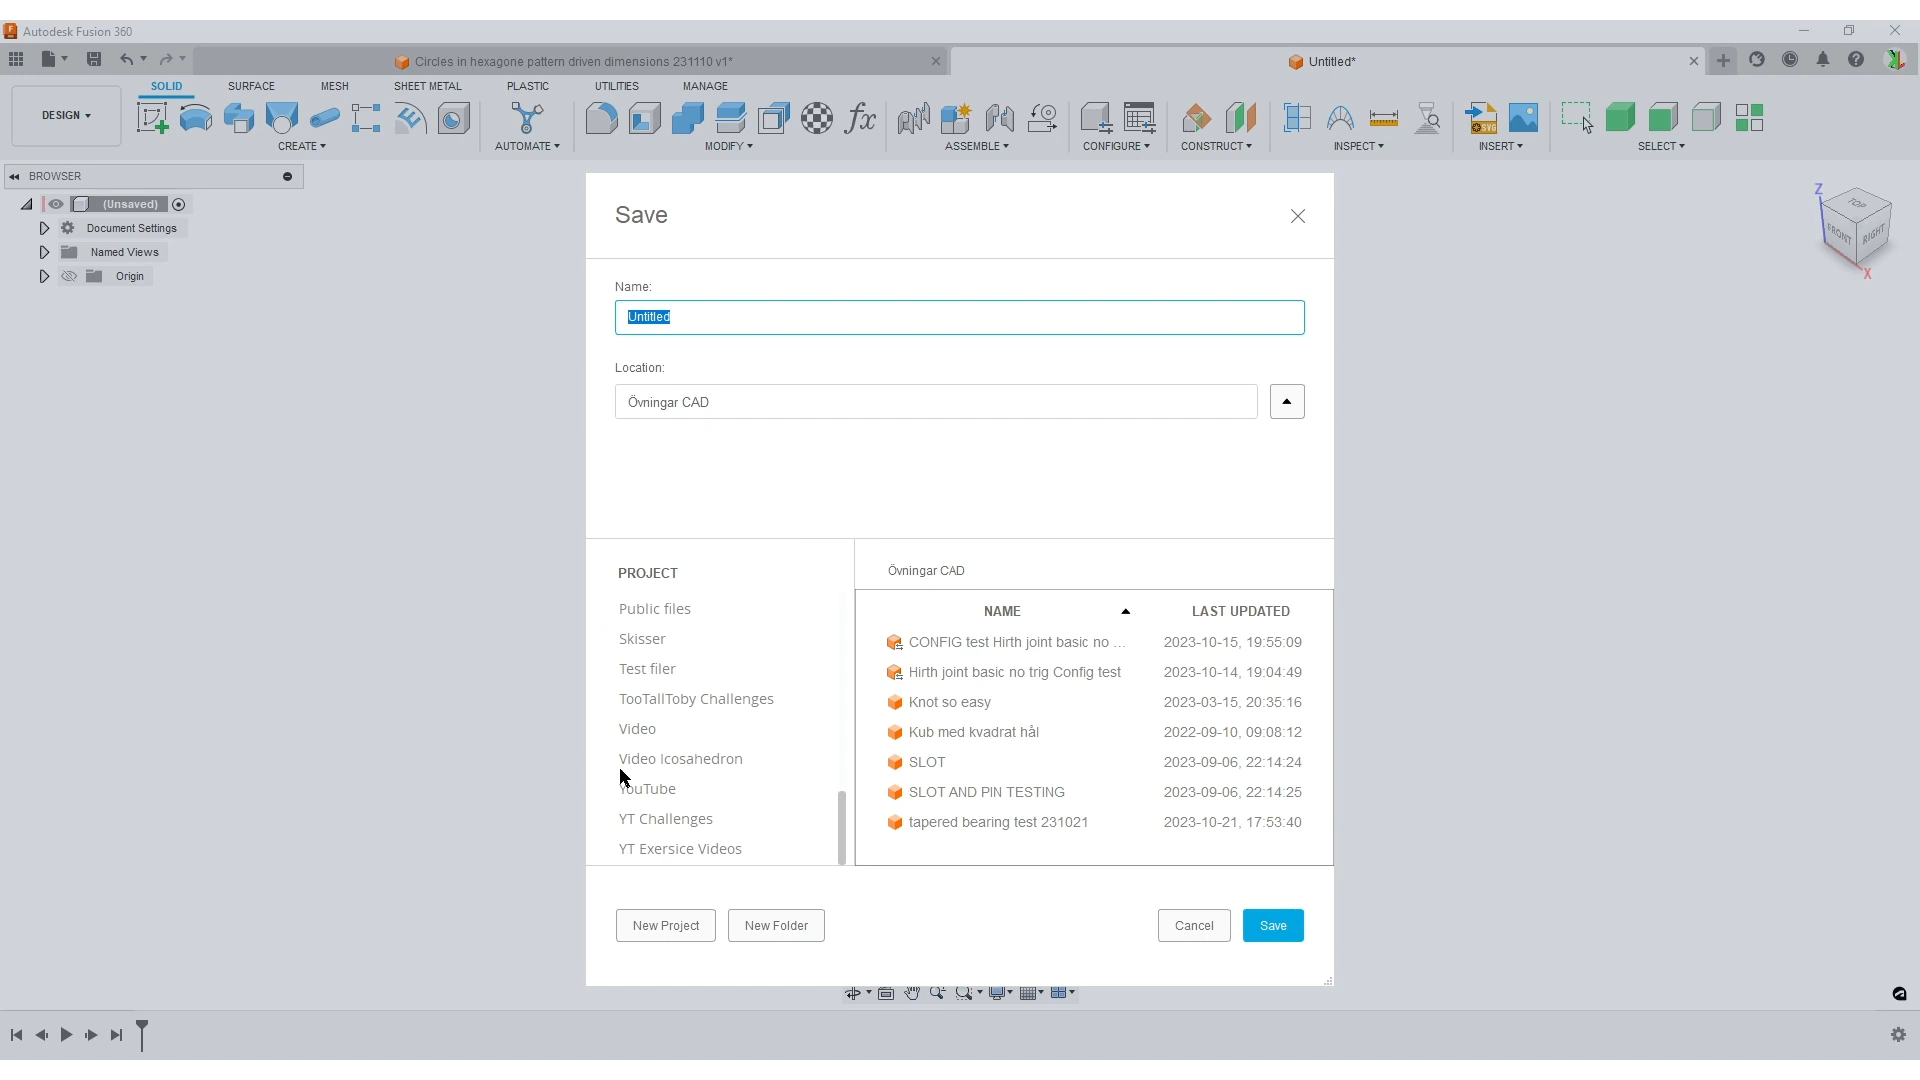 Autodesk Fusion 360
Circles in hexagone pattern driven dimensions 231110 v1*
Untitled*
DESIGN
SOLID
SURFACE
MESH
SHEET METAL
PLASTIC
UTILITIES
MANAGE
CREATE
AUTOMATE
MODIFY
ASSEMBLE
CONFIGURE
CONSTRUCT
INSPECT
INSERT
SELECT
BROWSER
(Unsaved)
Document Settings
Named Views
Origin
Z
TOP
FRONT
RIGHT
X
Save
Name:
Untitled
Location:
Övningar CAD
PROJECT
Public files
Skisser
Test filer
TooTallToby Challenges
Video
Video Icosahedron
YouTube
YT Challenges
YT Exersice Videos
Övningar CAD
NAME LAST UPDATED
CONFIG test Hirth joint basic no ... 2023-10-15, 19:55:09
Hirth joint basic no trig Config test 2023-10-14, 19:04:49
Knot so easy 2023-03-15, 20:35:16
Kub med kvadrat hål 2022-09-10, 09:08:12
SLOT 2023-09-06, 22:14:24
SLOT AND PIN TESTING 2023-09-06, 22:14:25
tapered bearing test 231021 2023-10-21, 17:53:40
New Project
New Folder
Cancel
Save